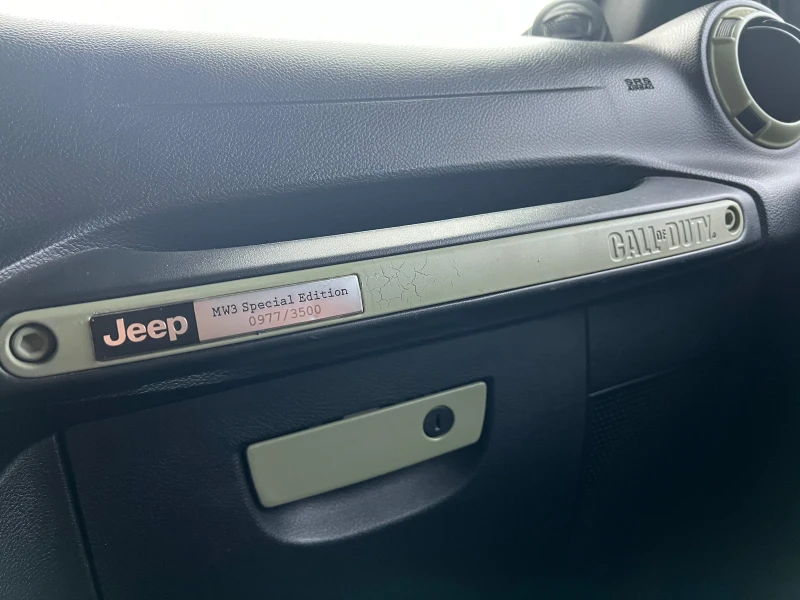 SRS
AIRBAG
CALL OF DUTY.
Jeep
MW3 Special Edition
0977/3500